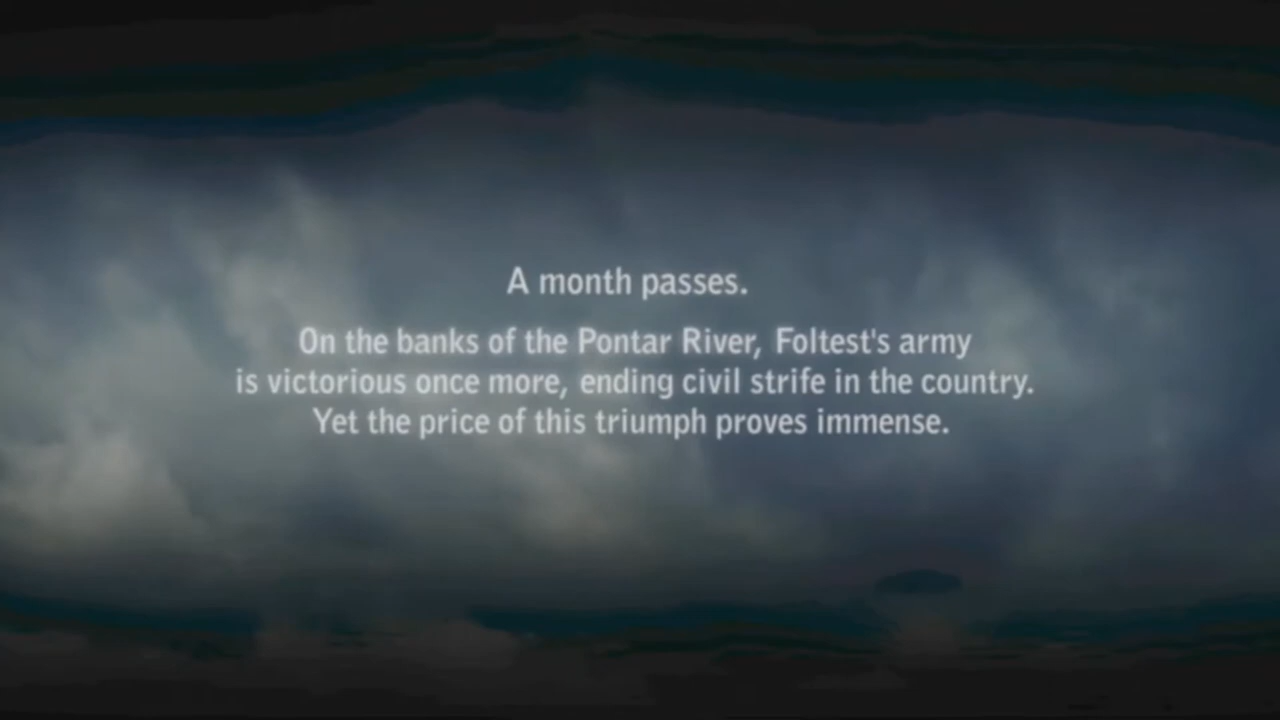 A month passes.
On the banks of the Pontar River, Foltest's army
is victorious once more, ending civil strife in the country.
Yet the price of this triumph proves immense.